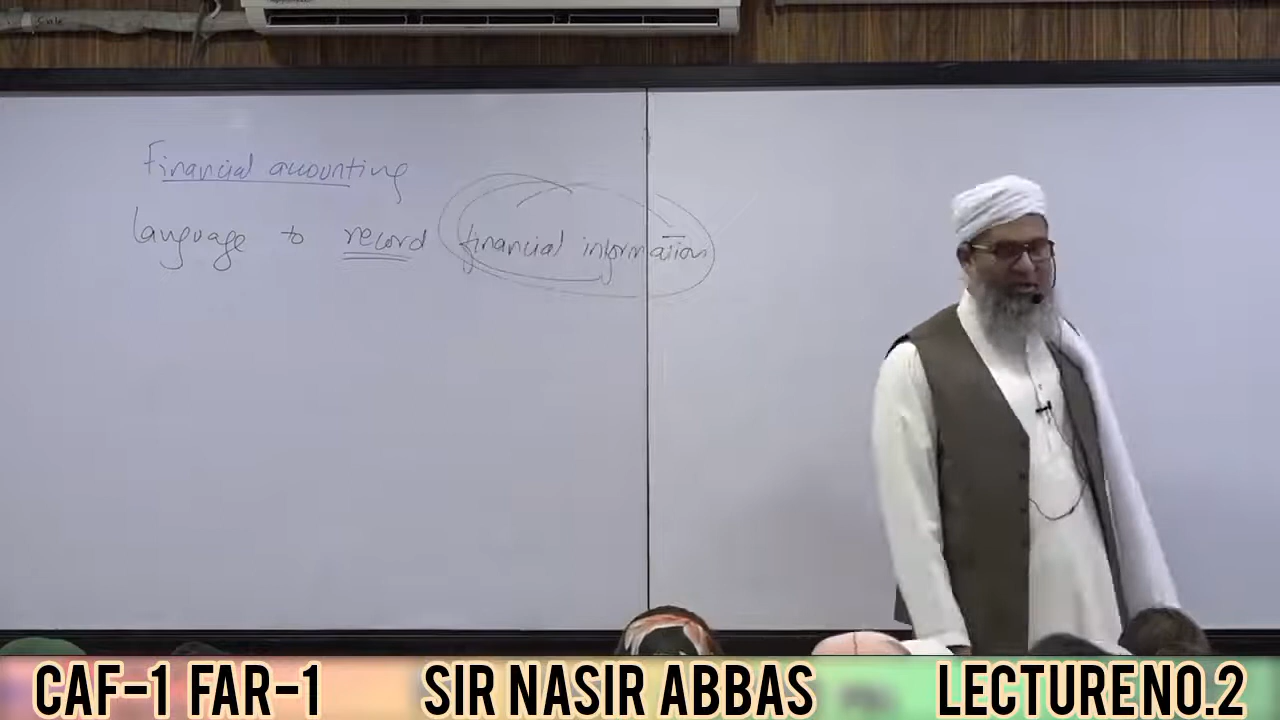 Financial accounting
language to record financial information
CAF-1 FAR-1 SIR NASIR ABBAS LECTURE NO.2